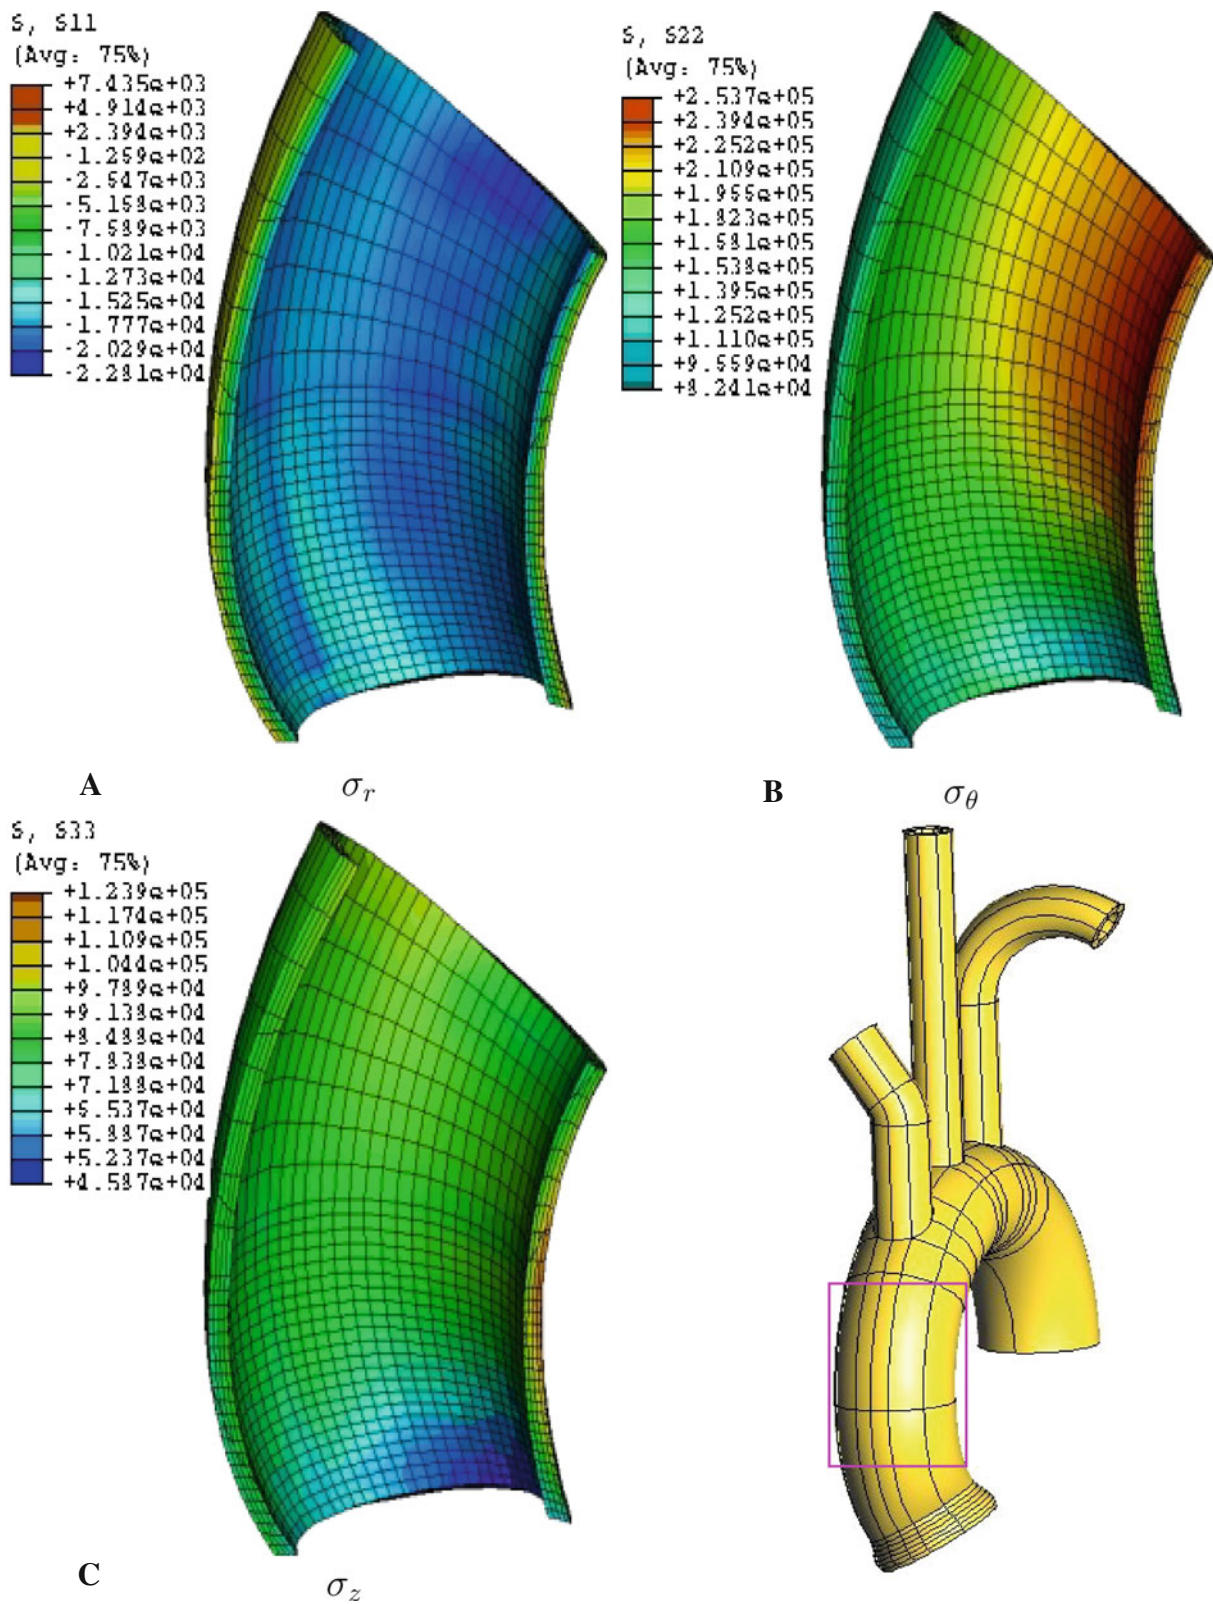 S, S11
(Avg: 75%)
+7.435e+03
+4.914e+03
+2.394e+03
-1.269e+02
-2.647e+03
-5.168e+03
-7.689e+03
-1.021e+04
-1.273e+04
-1.525e+04
-1.777e+04
-2.029e+04
-2.281e+04
A
σr
S, S22
(Avg: 75%)
+2.537e+05
+2.394e+05
+2.252e+05
+2.109e+05
+1.966e+05
+1.823e+05
+1.681e+05
+1.538e+05
+1.395e+05
+1.252e+05
+1.110e+05
+9.669e+04
+8.241e+04
B
σθ
S, S33
(Avg: 75%)
+1.239e+05
+1.174e+05
+1.109e+05
+1.044e+05
+9.789e+04
+9.138e+04
+8.488e+04
+7.838e+04
+7.188e+04
+6.537e+04
+5.887e+04
+5.237e+04
+4.587e+04
C
σz